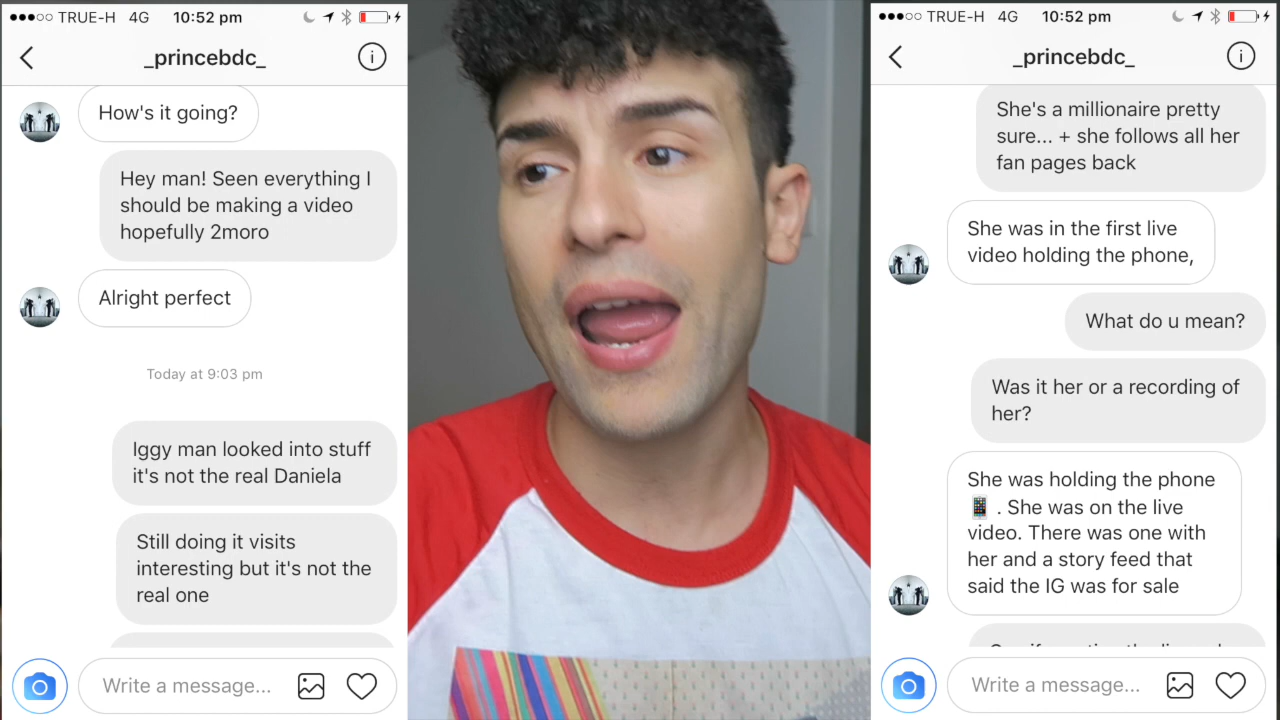 TRUE-H 4G 10:52 pm
_princebdc_
How's it going?
Hey man! Seen everything I
should be making a video
hopefully 2moro
Alright perfect
Today at 9:03 pm
Iggy man looked into stuff
it's not the real Daniela
Still doing it visits
interesting but it's not the
real one
Write a message...
TRUE-H 4G 10:52 pm
_princebdc_
She's a millionaire pretty
sure... + she follows all her
fan pages back
She was in the first live
video holding the phone,
What do u mean?
Was it her or a recording of
her?
She was holding the phone
📱 . She was on the live
video. There was one with
her and a story feed that
said the IG was for sale
Write a message...